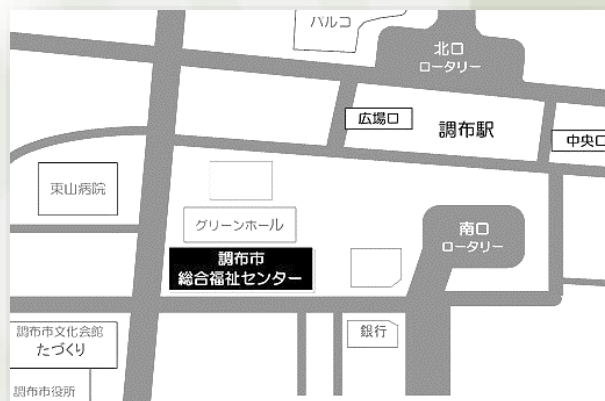 パルコ
北口
ロータリー
広場口
調布駅
中央口
東山病院
グリーンホール
南口
ロータリー
調布市
総合福祉センター
調布市文化会館
たづくり
銀行
調布市役所